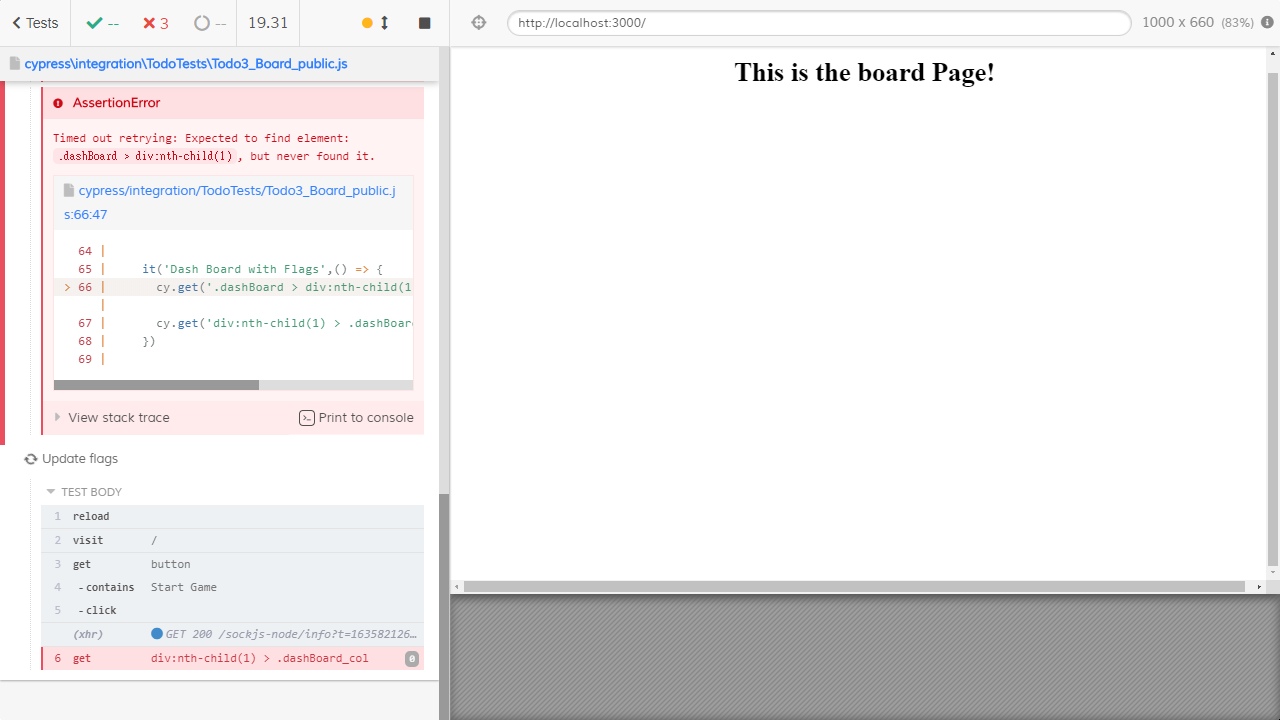 Tests
--
3
--
19.31
http://localhost:3000/
1000 x 660 (83%)
cypress\integration\TodoTests\Todo3_Board_public.js
AssertionError
Timed out retrying: Expected to find element:
.dashBoard > div:nth-child(1), but never found it.
cypress/integration/TodoTests/Todo3_Board_public.j
s:66:47
64 |
65 | it('Dash Board with Flags',() => {
> 66 | cy.get('.dashBoard > div:nth-child(1
|
67 | cy.get('div:nth-child(1) > .dashBoar
68 | })
69 |
View stack trace
Print to console
Update flags
TEST BODY
1 reload
2 visit /
3 get button
4 -contains Start Game
5 -click
(xhr) GET 200 /sockjs-node/info?t=163582126…
6 get div:nth-child(1) > .dashBoard_col 0
This is the board Page!